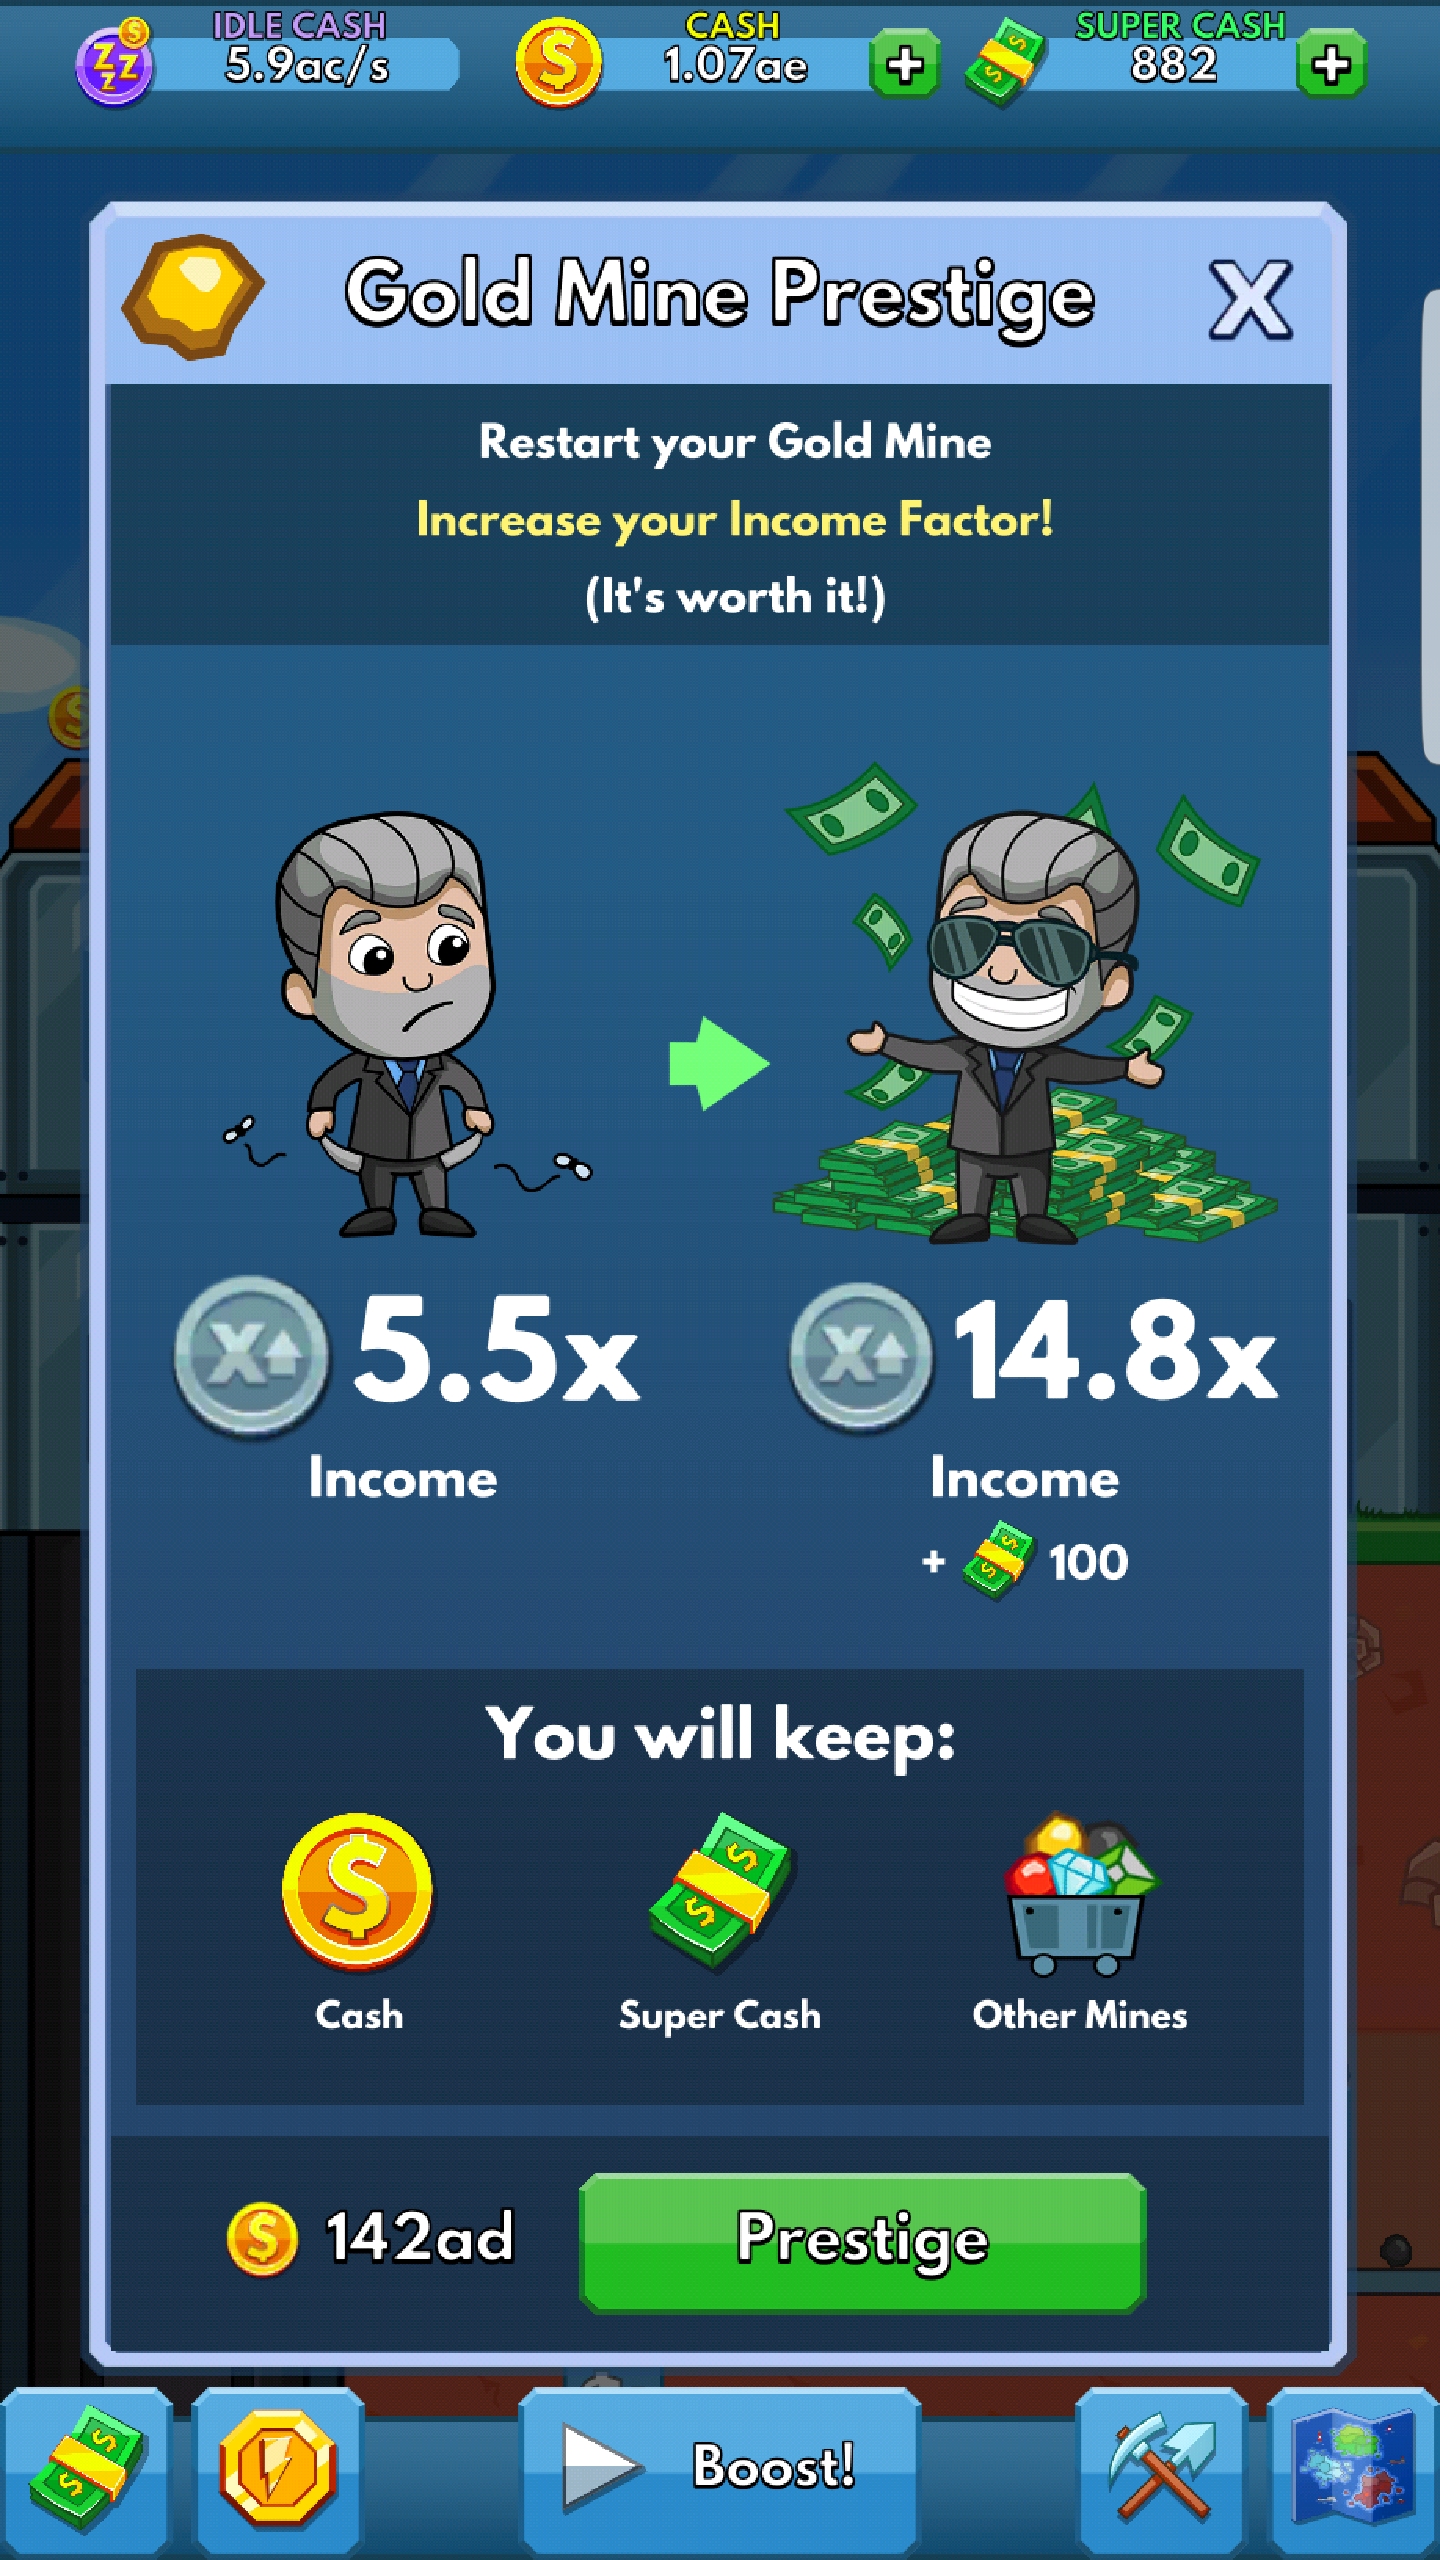 IDLE CASH
5.9ac/s
CASH
1.07ae
SUPER CASH
882
Gold Mine Prestige
X
Restart your Gold Mine
Increase your Income Factor!
(It's worth it!)
5.5x
Income
14.8x
Income
+ 100
You will keep:
Cash
Super Cash
Other Mines
142ad
Prestige
Boost!